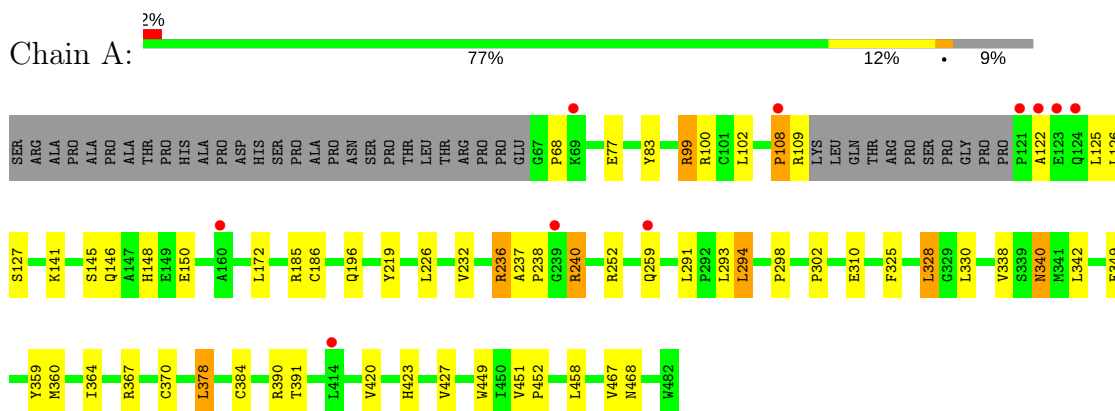 2%
Chain A:
77% 12% • 9%
SER ARG ALA PRO ALA ALA PRO ALA THR PRO HIS ALA PRO ASP HIS SER PRO ALA PRO ASN SER PRO THR LEU THR ARG PRO PRO GLU G67 P68 K69 E77 Y83 R99 R100 C101 L102 P108 R109 LYS LEU GLN THR ARG PRO SER PRO GLY PRO PRO P121 A122 E123 Q124 L125 L126
S127 K141 S145 Q146 A147 H148 E149 E150 A160 L172 R185 C186 Q196 Y219 L226 V232 R236 A237 P238 G239 R240 R252 Q259 L291 P292 L293 L294 P298 P302 E310 F325 L328 G329 L330 V338 S339 N340 M341 L342
Y359 M360 I364 R367 C370 L378 C384 R390 T391 L414 V420 H423 V427 W449 I450 V451 P452 L458 V467 N468 W482